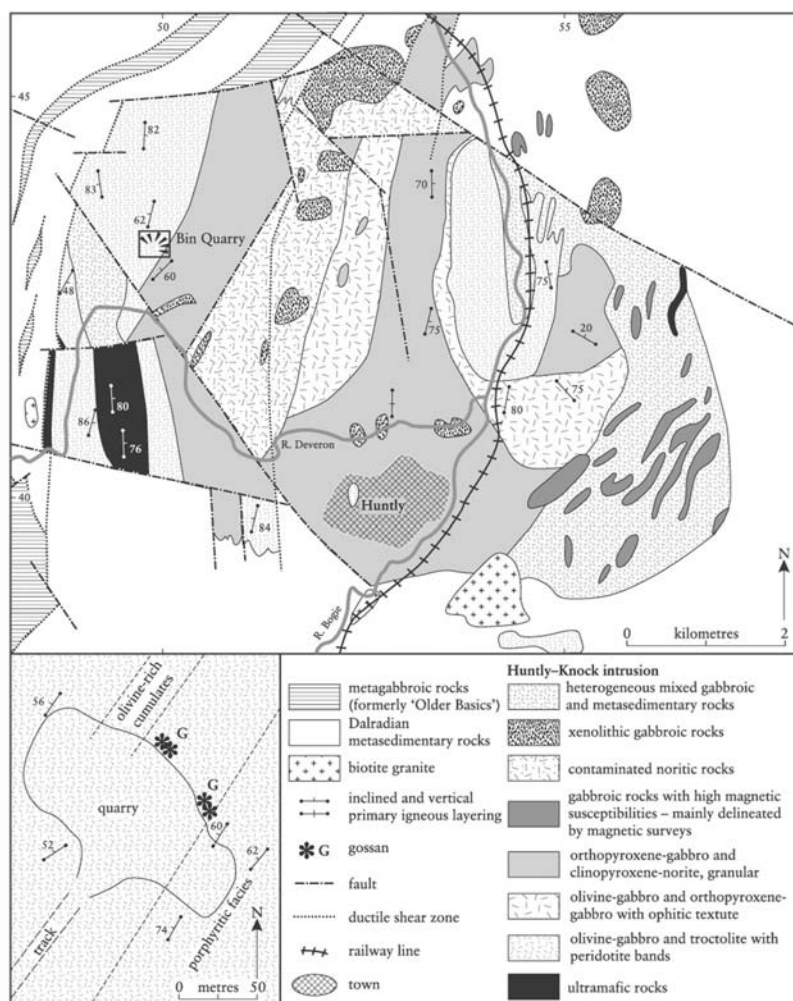 50
55
45
82
83
70
62
Bin Quarry
60
48
75
75
20
80
75
80
86
76
R. Deveron
40
Huntly
84
R. Bogie
N
0 kilometres 2
56
olivine-rich
cumulates
G
quarry
G
60
52
62
74
track
porphyritic facies
N
0 metres 50
metagabbroic rocks
(formerly ‘Older Basics’)
Dalradian
metasedimentary rocks
biotite granite
inclined and vertical
primary igneous layering
G
gossan
fault
ductile shear zone
railway line
town
Huntly–Knock intrusion
heterogeneous mixed gabbroic
and metasedimentary rocks
xenolithic gabbroic rocks
contaminated noritic rocks
gabbroic rocks with high magnetic
susceptibilities – mainly delineated
by magnetic surveys
orthopyroxene-gabbro and
clinopyroxene-norite, granular
olivine-gabbro and orthopyroxene-
gabbro with ophitic textute
olivine-gabbro and troctolite with
peridotite bands
ultramafic rocks